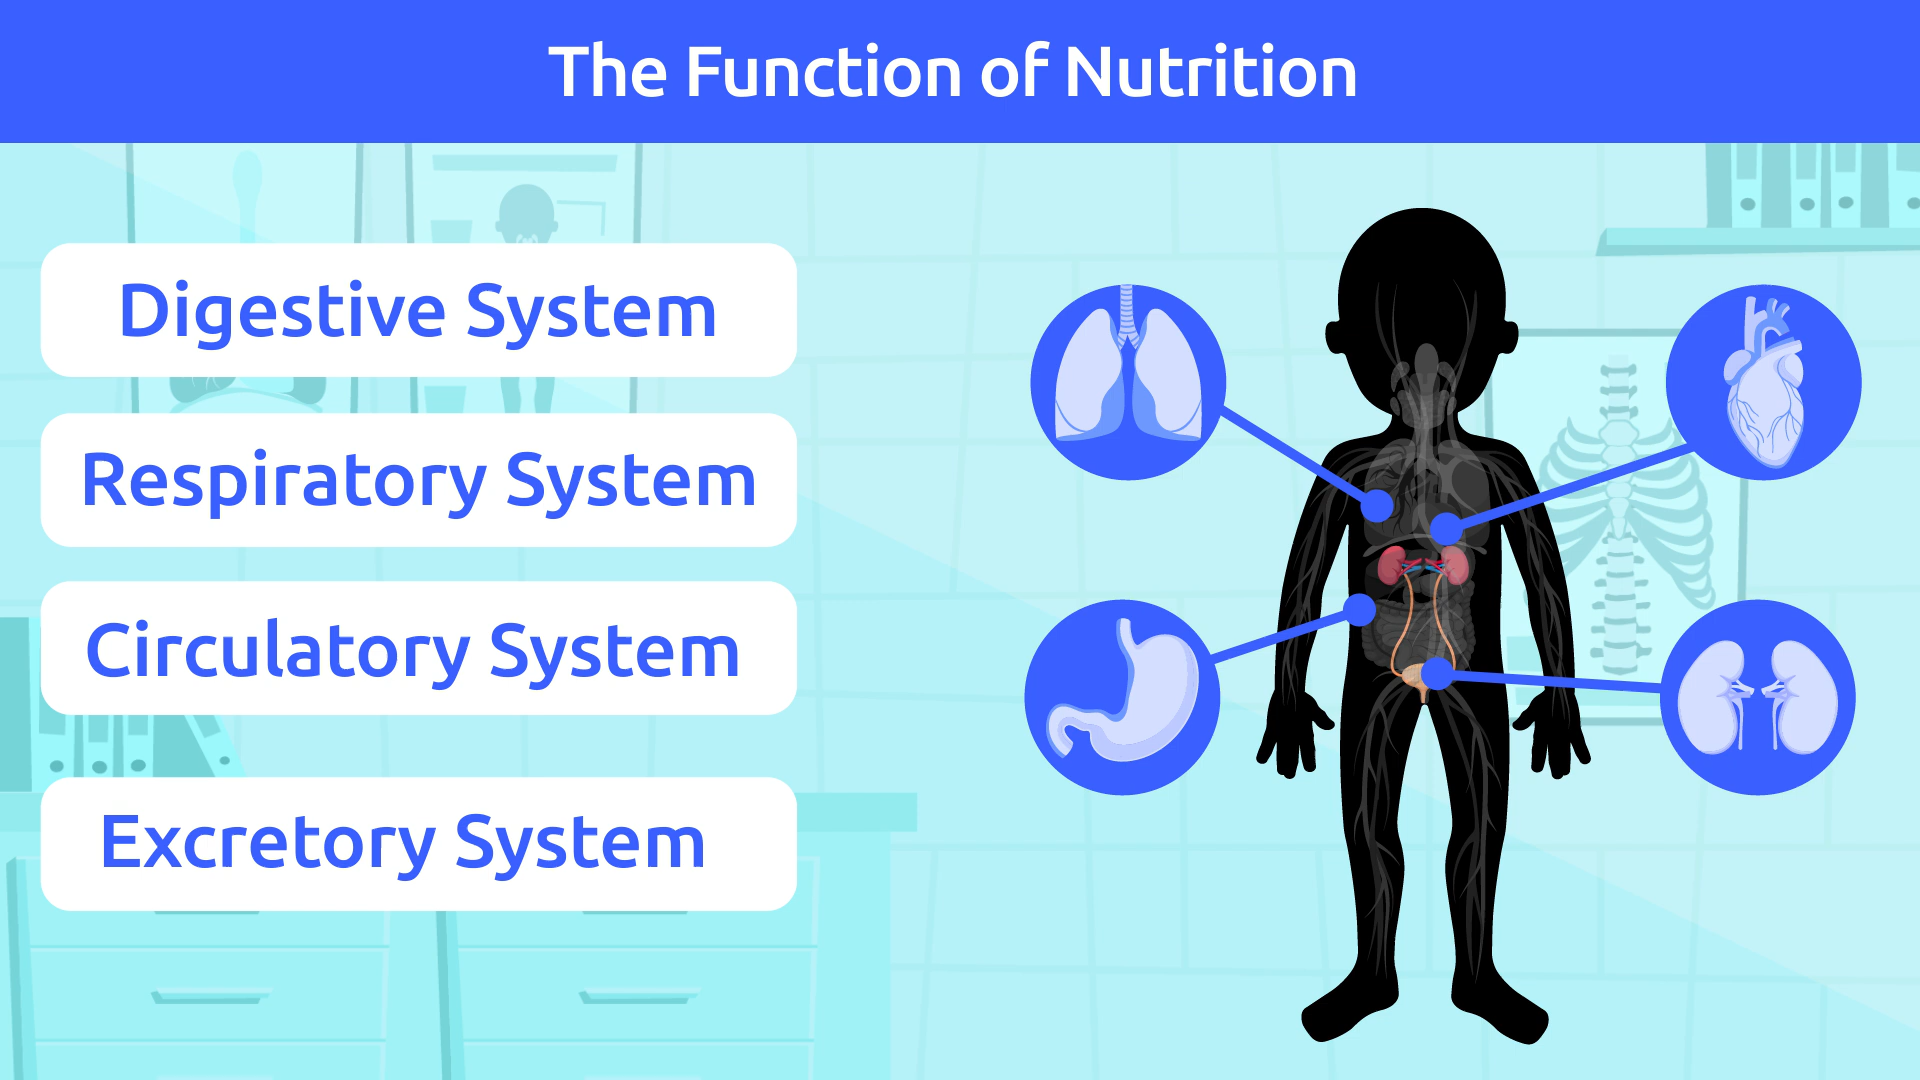 The Function of Nutrition
Digestive System
Respiratory System
Circulatory System
Excretory System